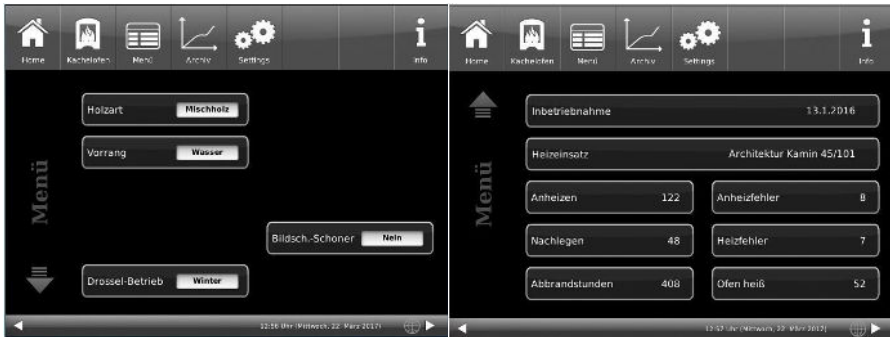 Home Kachelofen Menü Archiv Settings Info
Holzart Mischholz
Vorrang Wasser
Menü
Bildsch.-Schoner Nein
Drossel-Betrieb Winter
12:56 Uhr (Mittwoch, 22. März 2017)
Home Kachelofen Menü Archiv Settings Info
Inbetriebnahme 13.1.2016
Heizeinsatz Architektur Kamin 45/101
Menü
Anheizen 122 Anheizfehler 8
Nachlegen 48 Heizfehler 7
Abbrandstunden 408 Ofen heiß 52
12:57 Uhr (Mittwoch, 22. März 2017)